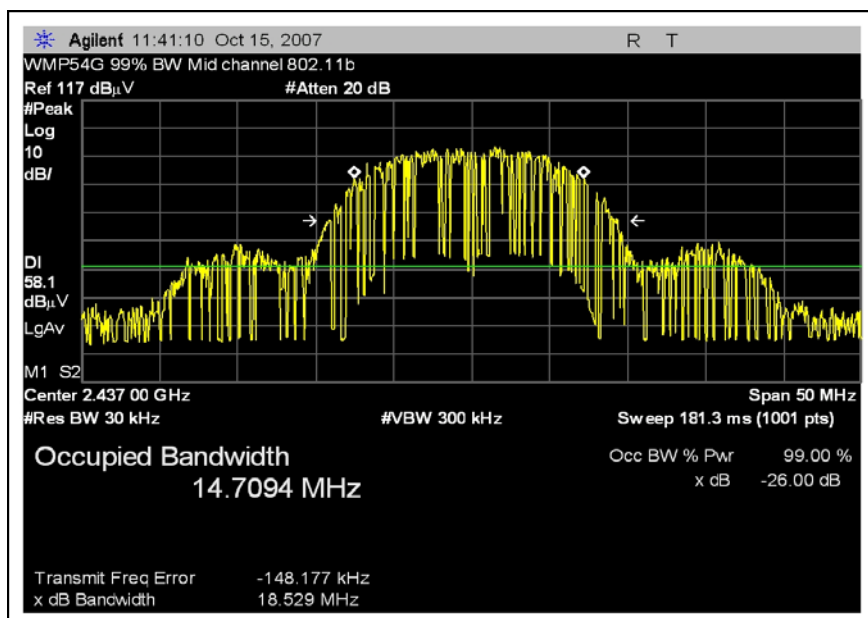 Agilent 11:41:10 Oct 15, 2007 R T
WMP54G 99% BW Mid channel 802.11b
Ref 117 dBµV #Atten 20 dB
#Peak
Log
10
dB/
DI
58.1
dBµV
LgAv
M1 S2
Center 2.437 00 GHz Span 50 MHz
#Res BW 30 kHz #VBW 300 kHz Sweep 181.3 ms (1001 pts)
Occupied Bandwidth Occ BW % Pwr 99.00 %
14.7094 MHz x dB -26.00 dB
Transmit Freq Error -148.177 kHz
x dB Bandwidth 18.529 MHz